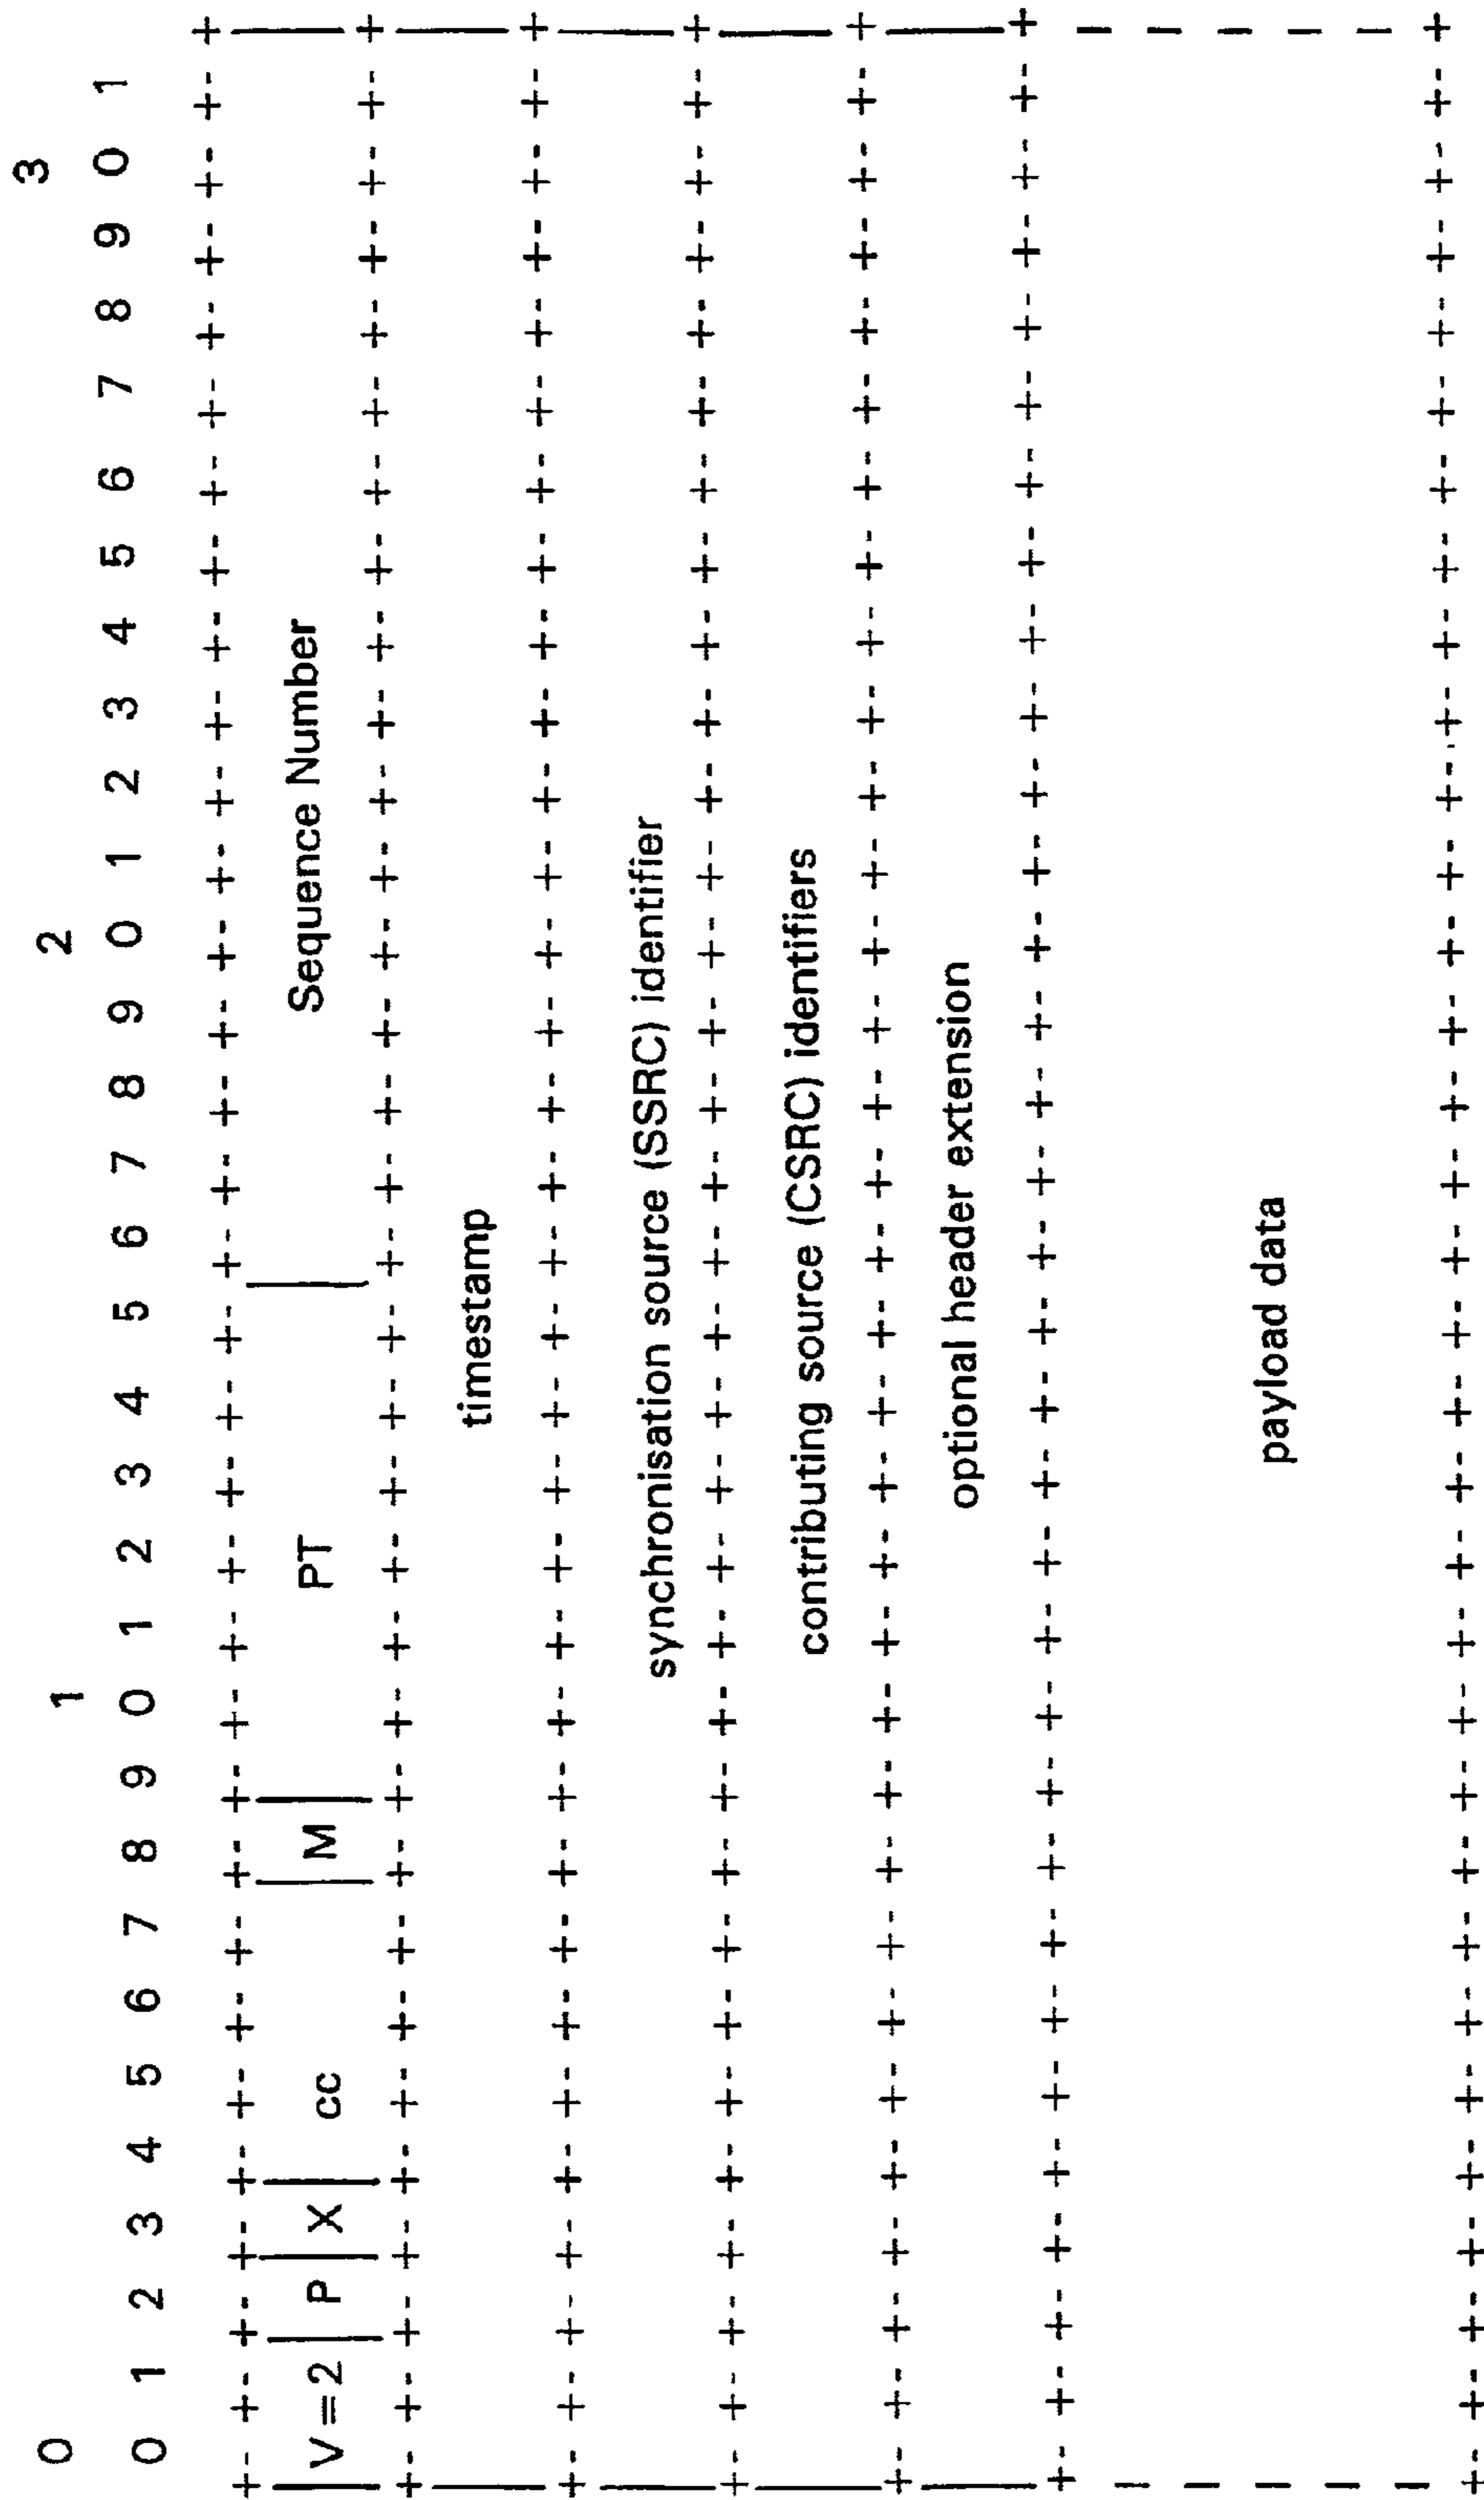 0 1 2 3
0 1 2 3 4 5 6 7 8 9 0 1 2 3 4 5 6 7 8 9 0 1 2 3 4 5 6 7 8 9 0 1
+-+-+-+-+-+-+-+-+-+-+-+-+-+-+-+-+-+-+-+-+-+-+-+-+-+-+-+-+-+-+-+-+
|V=2|P|X| cc |M| PT | Sequence Number |
+-+-+-+-+-+-+-+-+-+-+-+-+-+-+-+-+-+-+-+-+-+-+-+-+-+-+-+-+-+-+-+-+
| timestamp |
+-+-+-+-+-+-+-+-+-+-+-+-+-+-+-+-+-+-+-+-+-+-+-+-+-+-+-+-+-+-+-+-+
| synchronisation source (SSRC) identifier |
+-+-+-+-+-+-+-+-+-+-+-+-+-+-+-+-+-+-+-+-+-+-+-+-+-+-+-+-+-+-+-+-+
| contributing source (CSRC) identifiers |
+-+-+-+-+-+-+-+-+-+-+-+-+-+-+-+-+-+-+-+-+-+-+-+-+-+-+-+-+-+-+-+-+
| optional header extension |
+-+-+-+-+-+-+-+-+-+-+-+-+-+-+-+-+-+-+-+-+-+-+-+-+-+-+-+-+-+-+-+-+
| payload data |
+-+-+-+-+-+-+-+-+-+-+-+-+-+-+-+-+-+-+-+-+-+-+-+-+-+-+-+-+-+-+-+-+